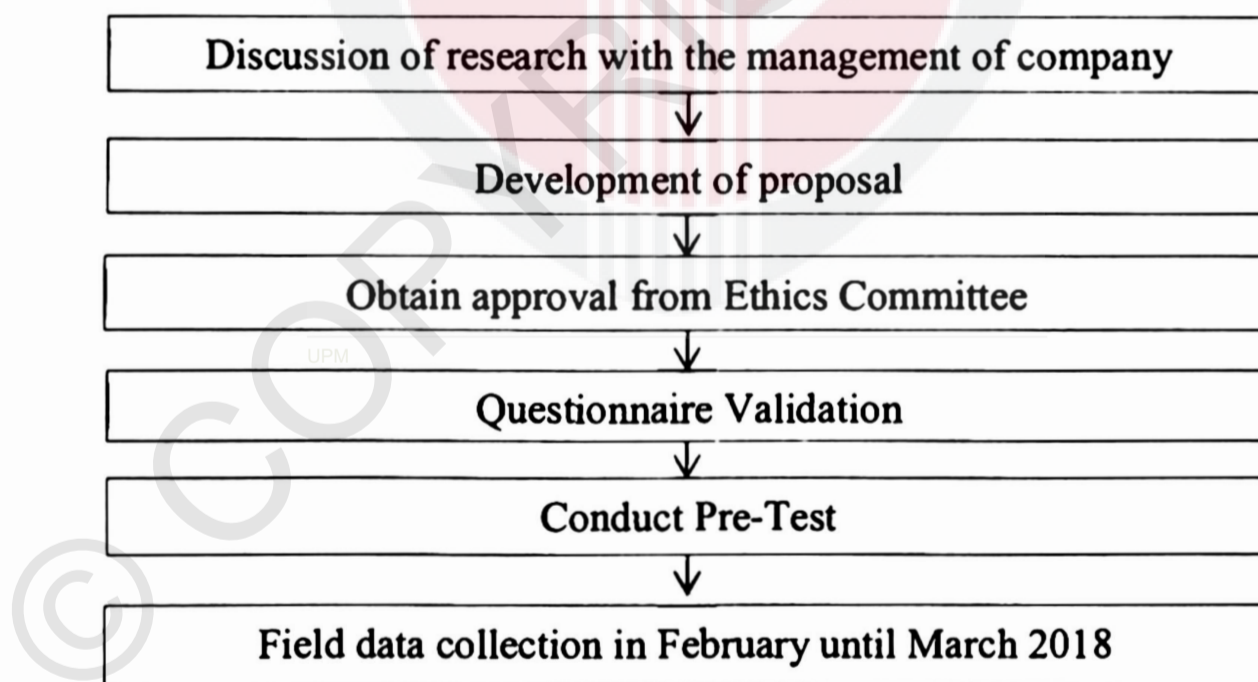 Discussion of research with the management of company
Development of proposal
Obtain approval from Ethics Committee
UPM
Questionnaire Validation
Conduct Pre-Test
Field data collection in February until March 2018
© COPYRI